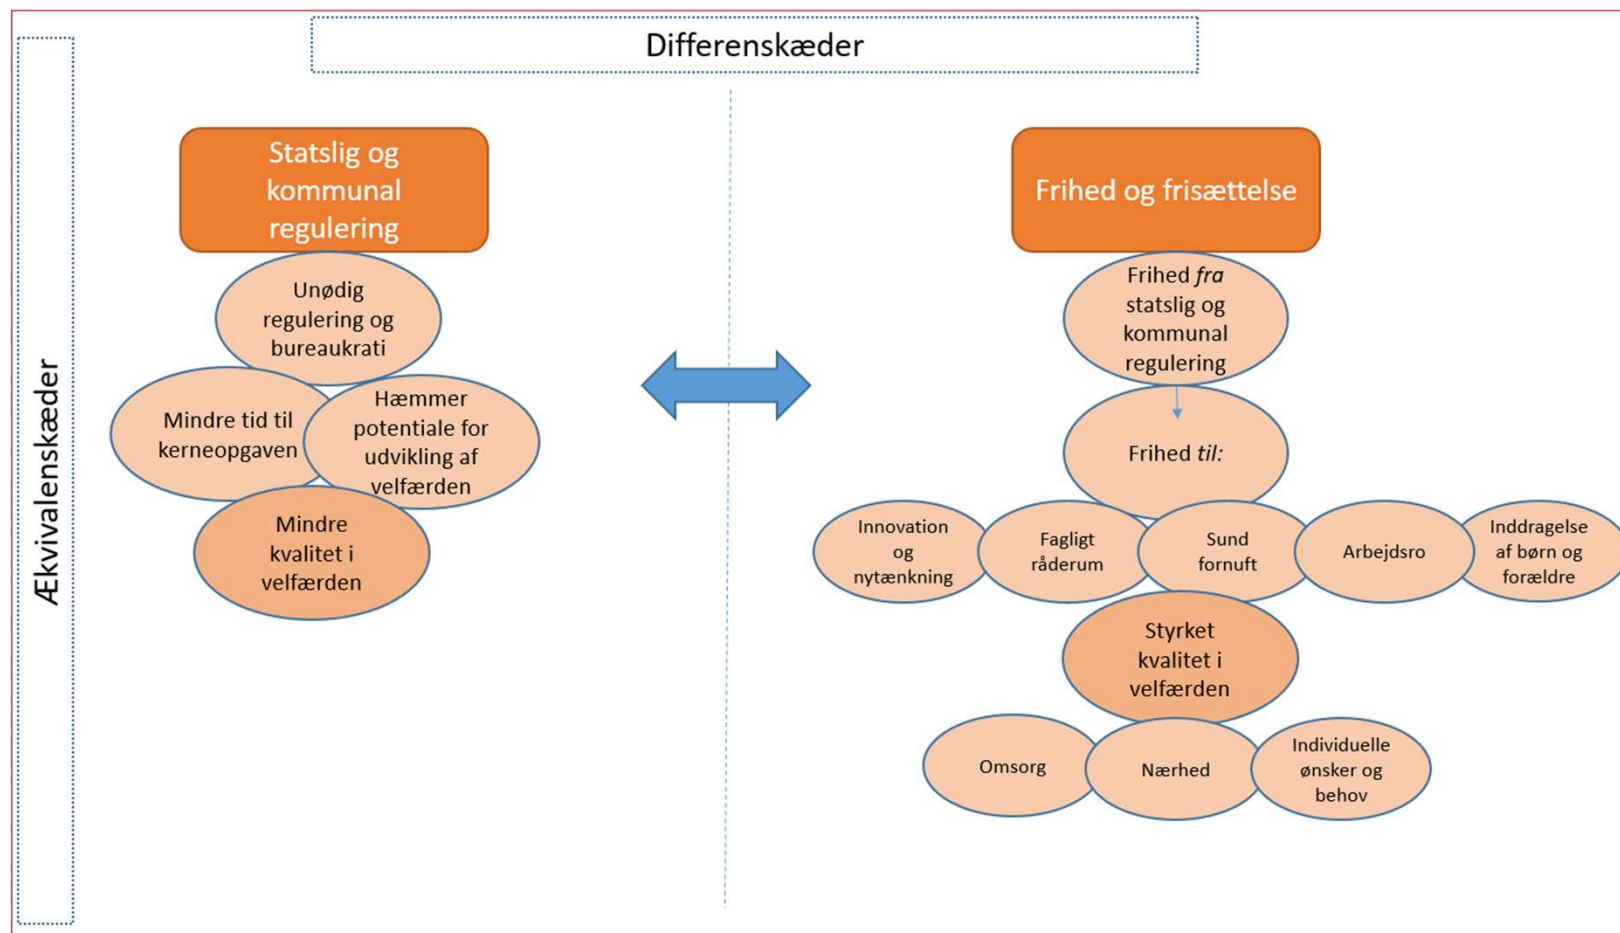 Differenskæder
Ækvivalenskæder
Statslig og
kommunal
regulering
Unødig
regulering og
bureaukrati
Mindre tid til
kerneopgaven
Hæmmer
potentiale for
udvikling af
velfærden
Mindre
kvalitet i
velfærden
Frihed og frisættelse
Frihed fra
statslig og
kommunal
regulering
Frihed til:
Innovation
og
nytænkning
Fagligt
råderum
Sund
fornuft
Arbejdsro
Inddragelse
af børn og
forældre
Styrket
kvalitet i
velfærden
Omsorg
Nærhed
Individuelle
ønsker og
behov